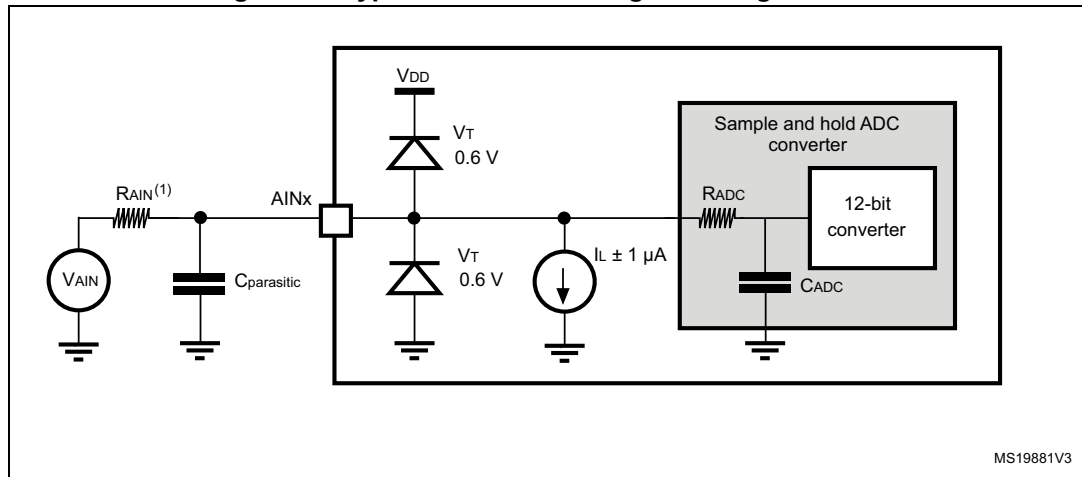 VDD
VT
0.6 V
Sample and hold ADC
converter
RAIN(1)
AINx
RADC
12-bit
converter
VT
0.6 V
IL ± 1 µA
VAIN
Cparasitic
CADC
MS19881V3